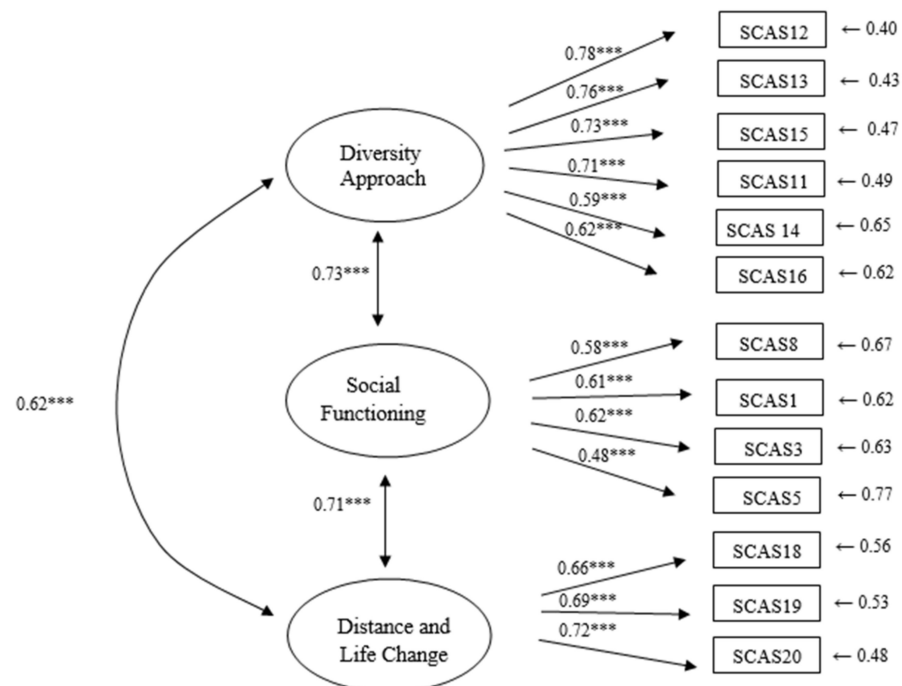 SCAS12
← 0.40
0.78***
SCAS13
← 0.43
0.76***
SCAS15
← 0.47
0.73***
Diversity
Approach
SCAS11
← 0.49
0.71***
SCAS 14
← 0.65
0.59***
SCAS16
← 0.62
0.62***
0.73***
SCAS8
← 0.67
0.58***
Social
Functioning
SCAS1
← 0.62
0.61***
0.62***
SCAS3
← 0.63
0.62***
SCAS5
← 0.77
0.48***
0.71***
SCAS18
← 0.56
0.66***
Distance and
Life Change
SCAS19
← 0.53
0.69***
SCAS20
← 0.48
0.72***